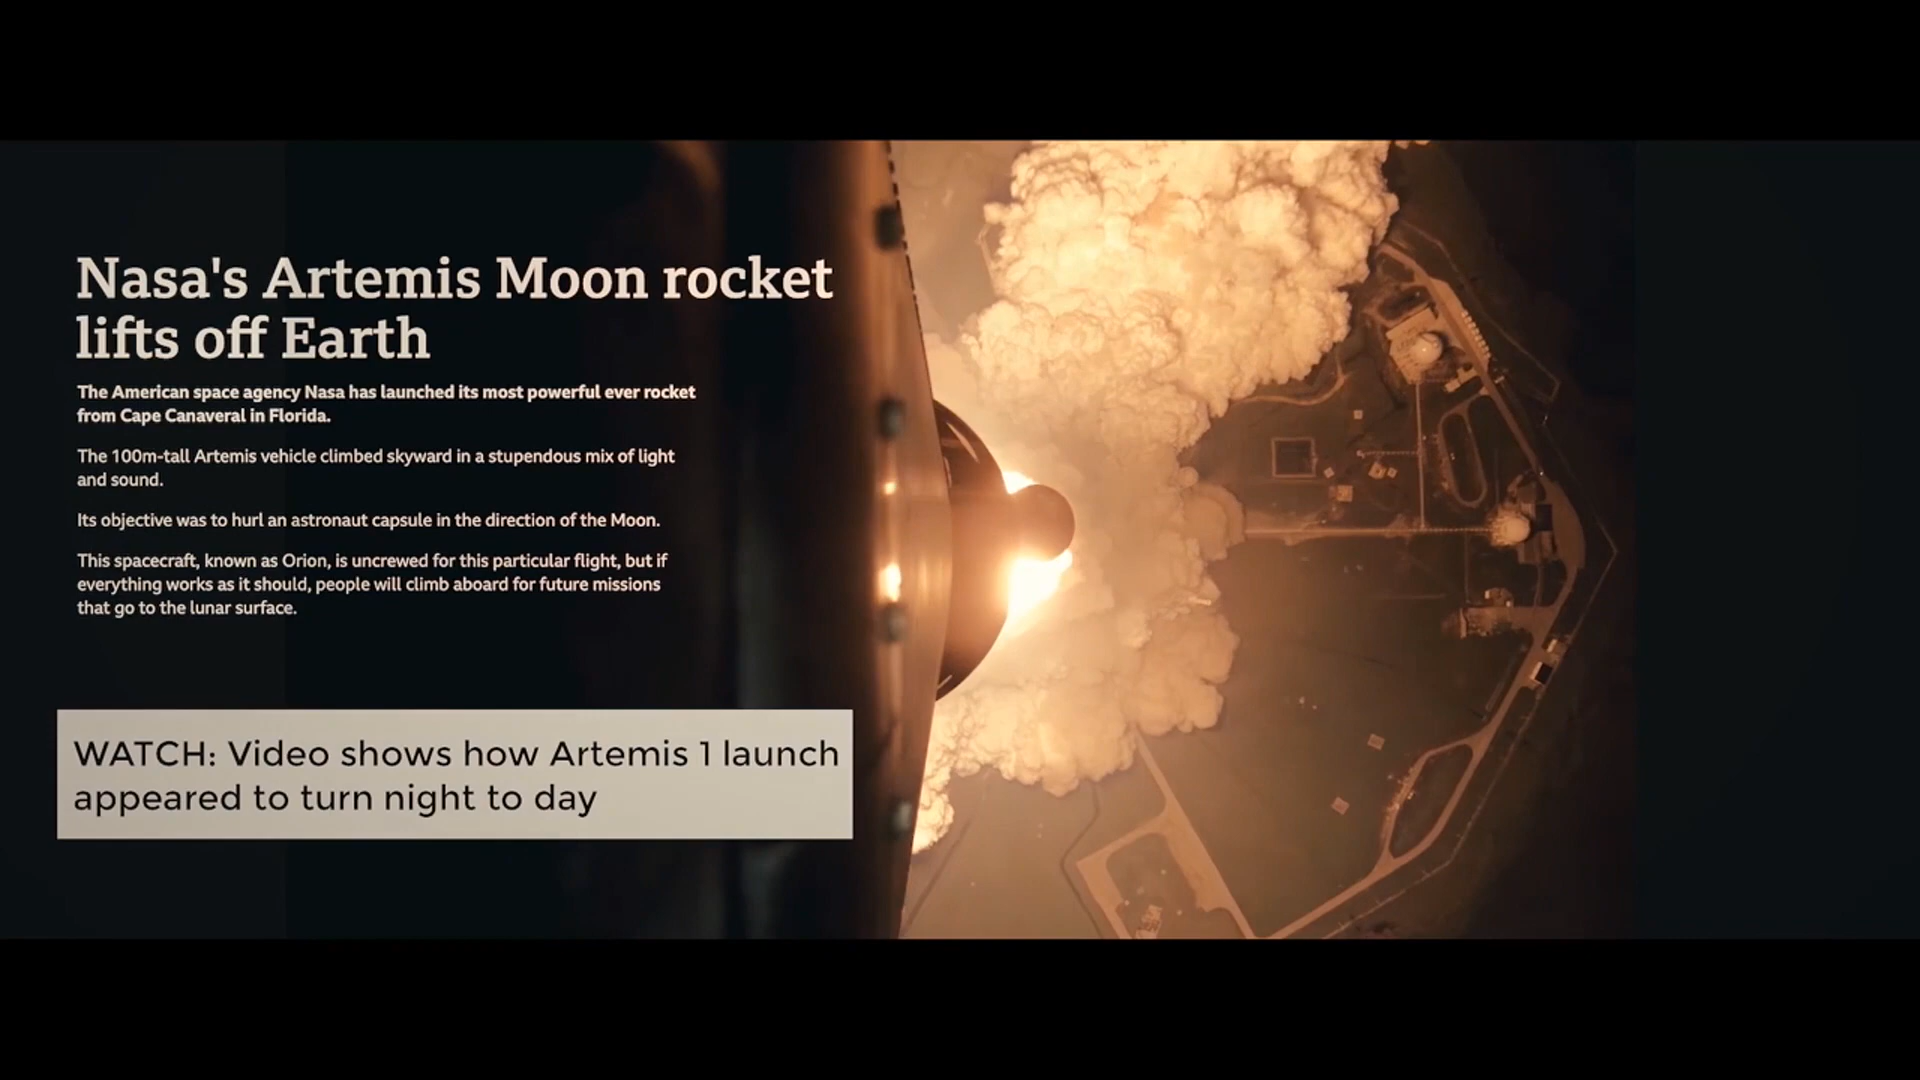 Nasa's Artemis Moon rocket
lifts off Earth
The American space agency Nasa has launched its most powerful ever rocket
from Cape Canaveral in Florida.
The 100m-tall Artemis vehicle climbed skyward in a stupendous mix of light
and sound.
Its objective was to hurl an astronaut capsule in the direction of the Moon.
This spacecraft, known as Orion, is uncrewed for this particular flight, but if
everything works as it should, people will climb aboard for future missions
that go to the lunar surface.
WATCH: Video shows how Artemis 1 launch
appeared to turn night to day